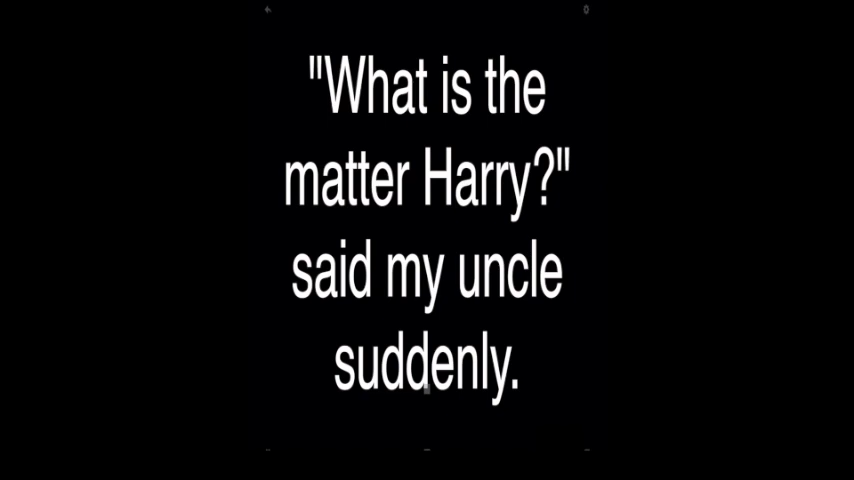 "What is the
matter Harry?"
said my uncle
suddenly.